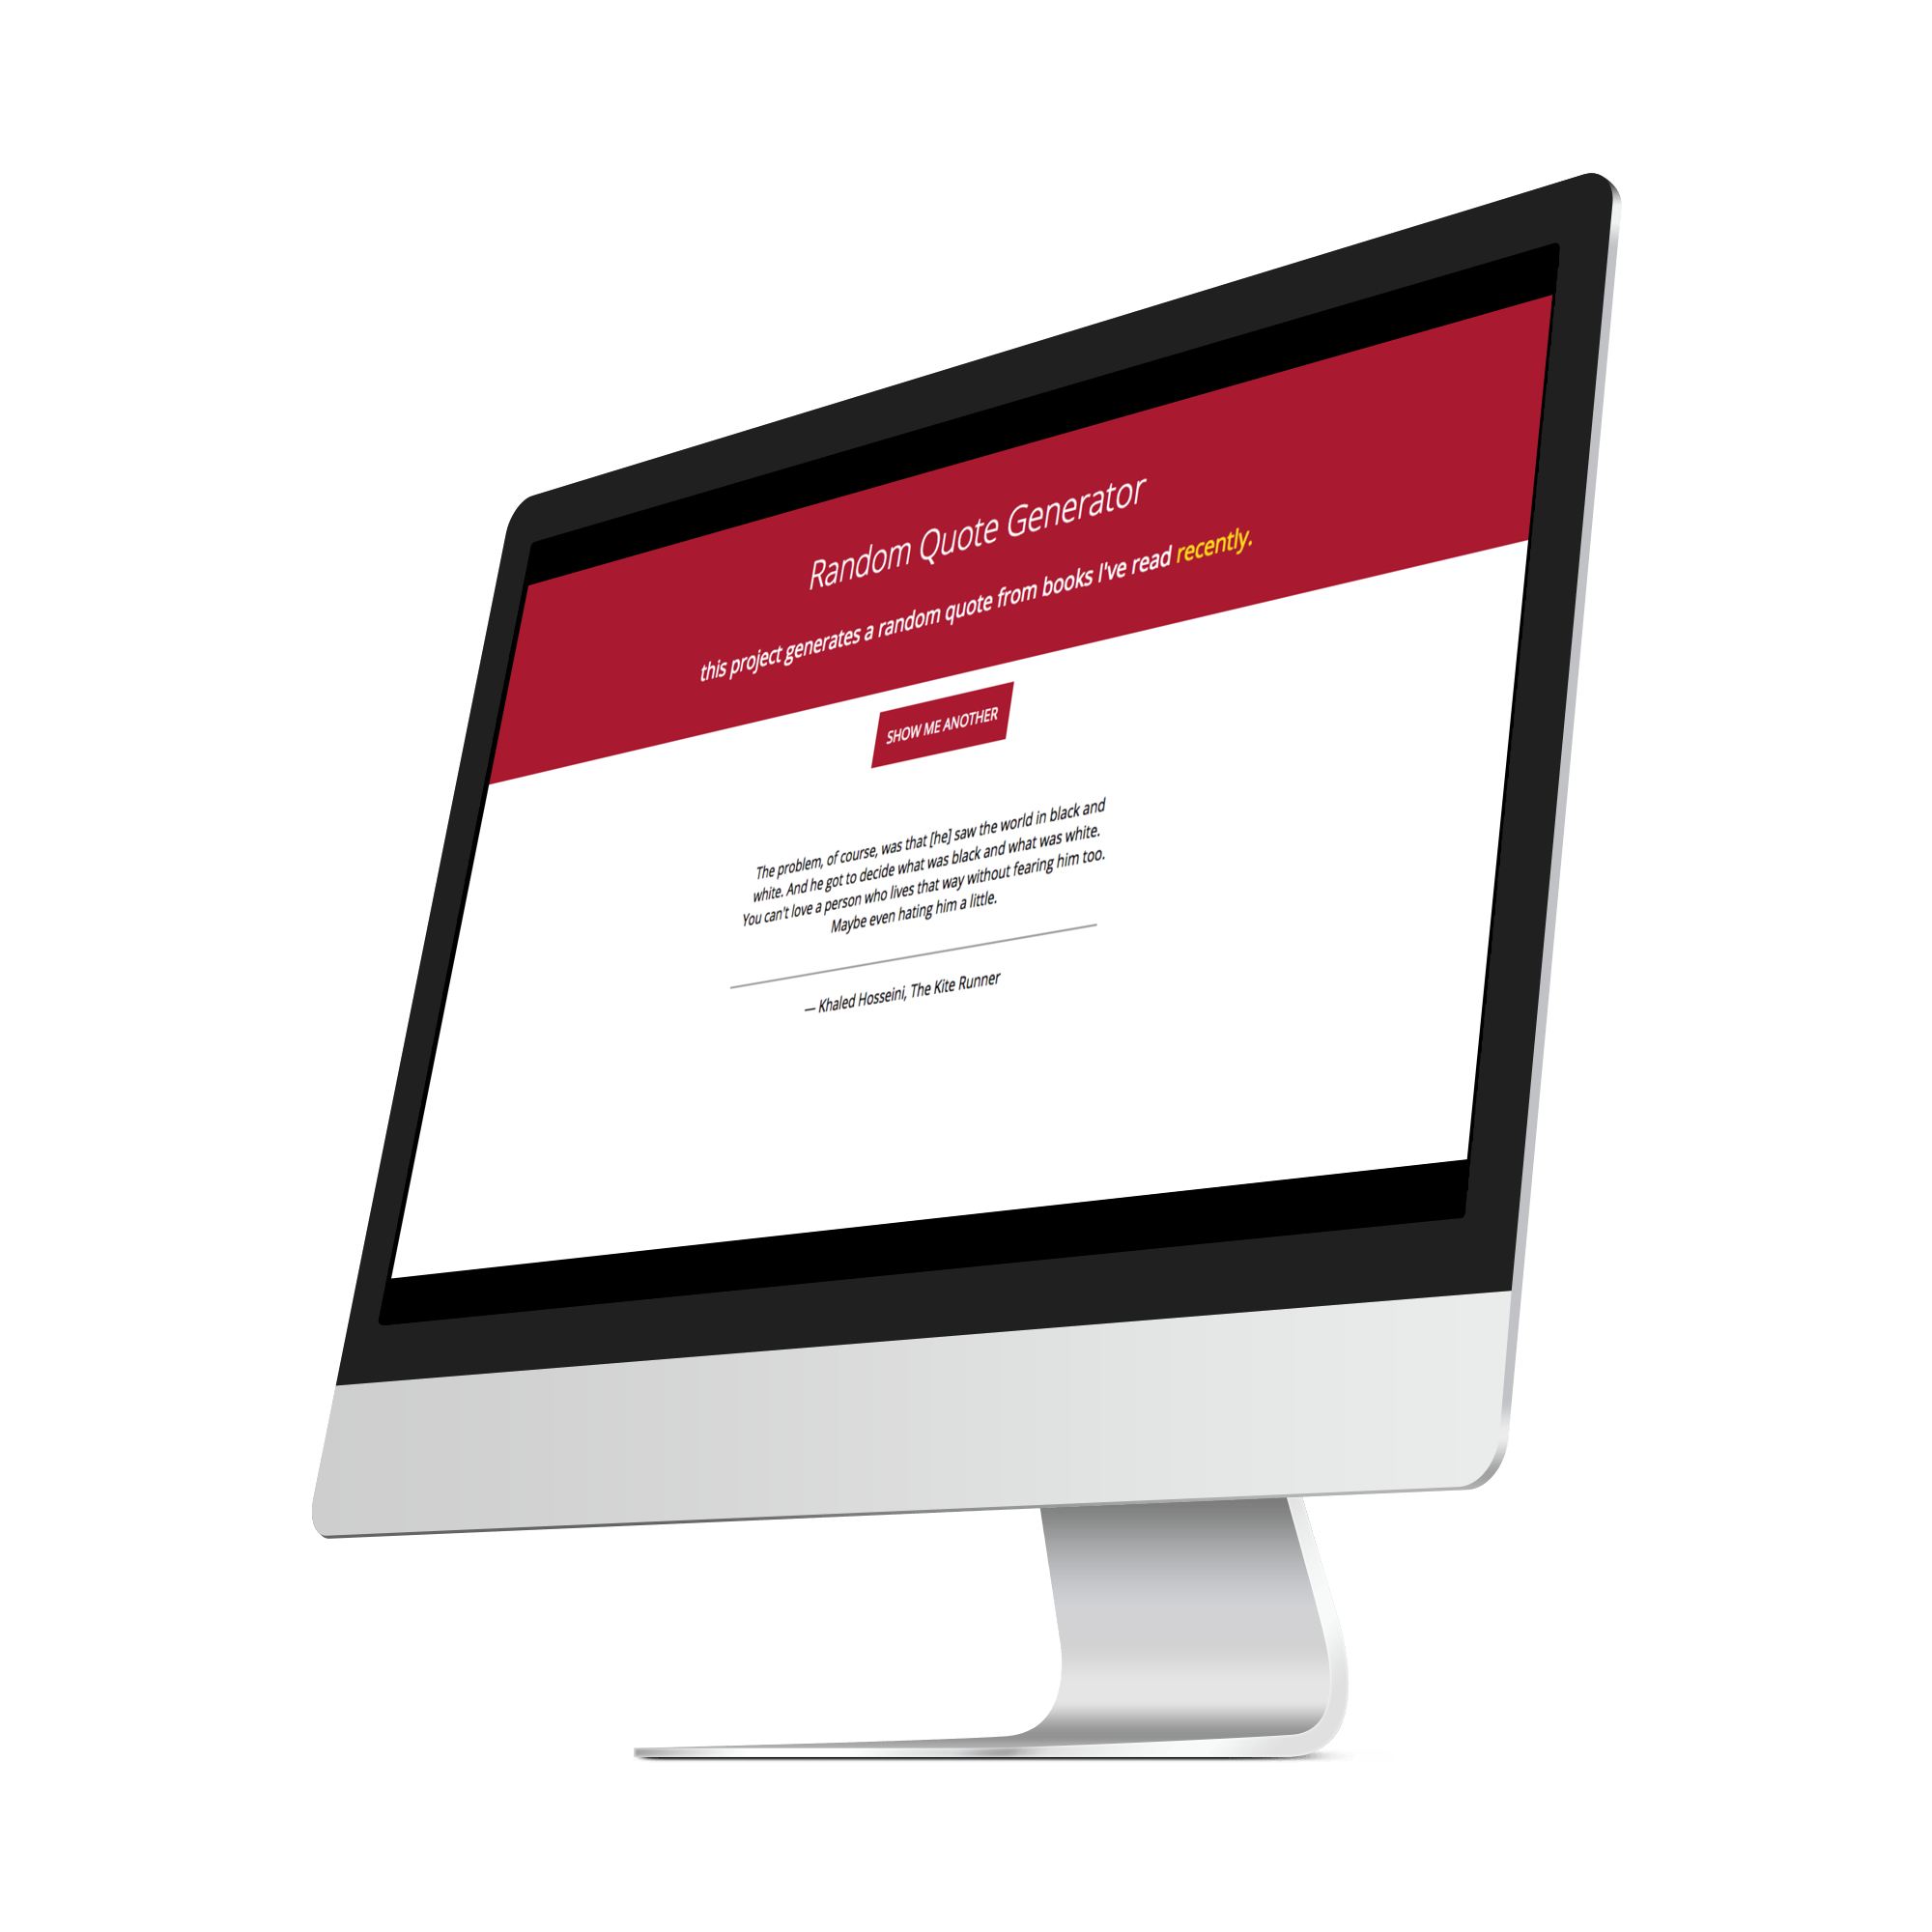 Random Quote Generator
this project generates a random quote from books I've read recently.
SHOW ME ANOTHER
The problem, of course, was that [he] saw the world in black and
white. And he got to decide what was black and what was white.
You can't love a person who lives that way without fearing him too.
Maybe even hating him a little.
— Khaled Hosseini, The Kite Runner